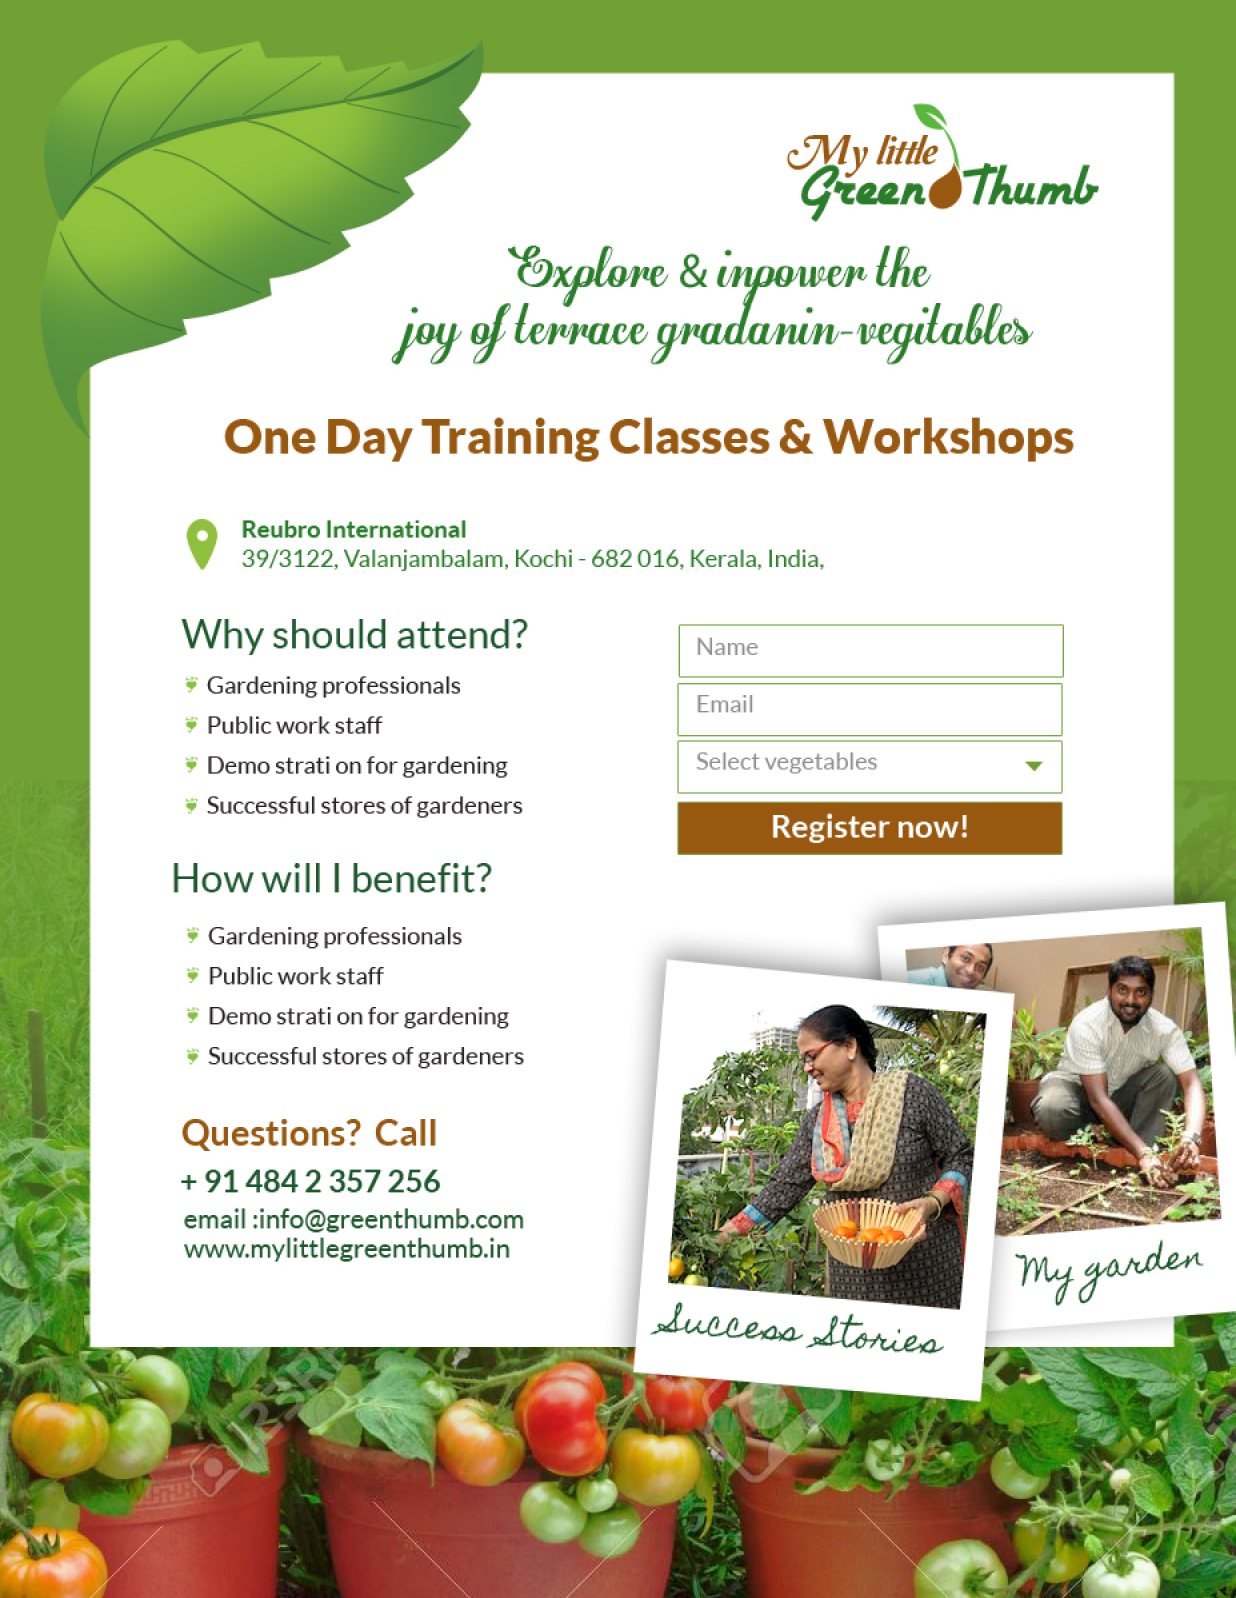 My little
Green Thumb
Explore & inpower the
joy of terrace gradanin-vegitables
One Day Training Classes & Workshops
Reubro International
39/3122, Valanjambalam, Kochi - 682 016, Kerala, India,
Why should attend?
Gardening professionals
Public work staff
Demo strati on for gardening
Successful stores of gardeners
Name
Email
Select vegetables
Register now!
How will I benefit?
Gardening professionals
Public work staff
Demo strati on for gardening
Successful stores of gardeners
Questions? Call
+ 91 484 2 357 256
email :info@greenthumb.com
www.mylittlegreenthumb.in
My garden
Success Stories